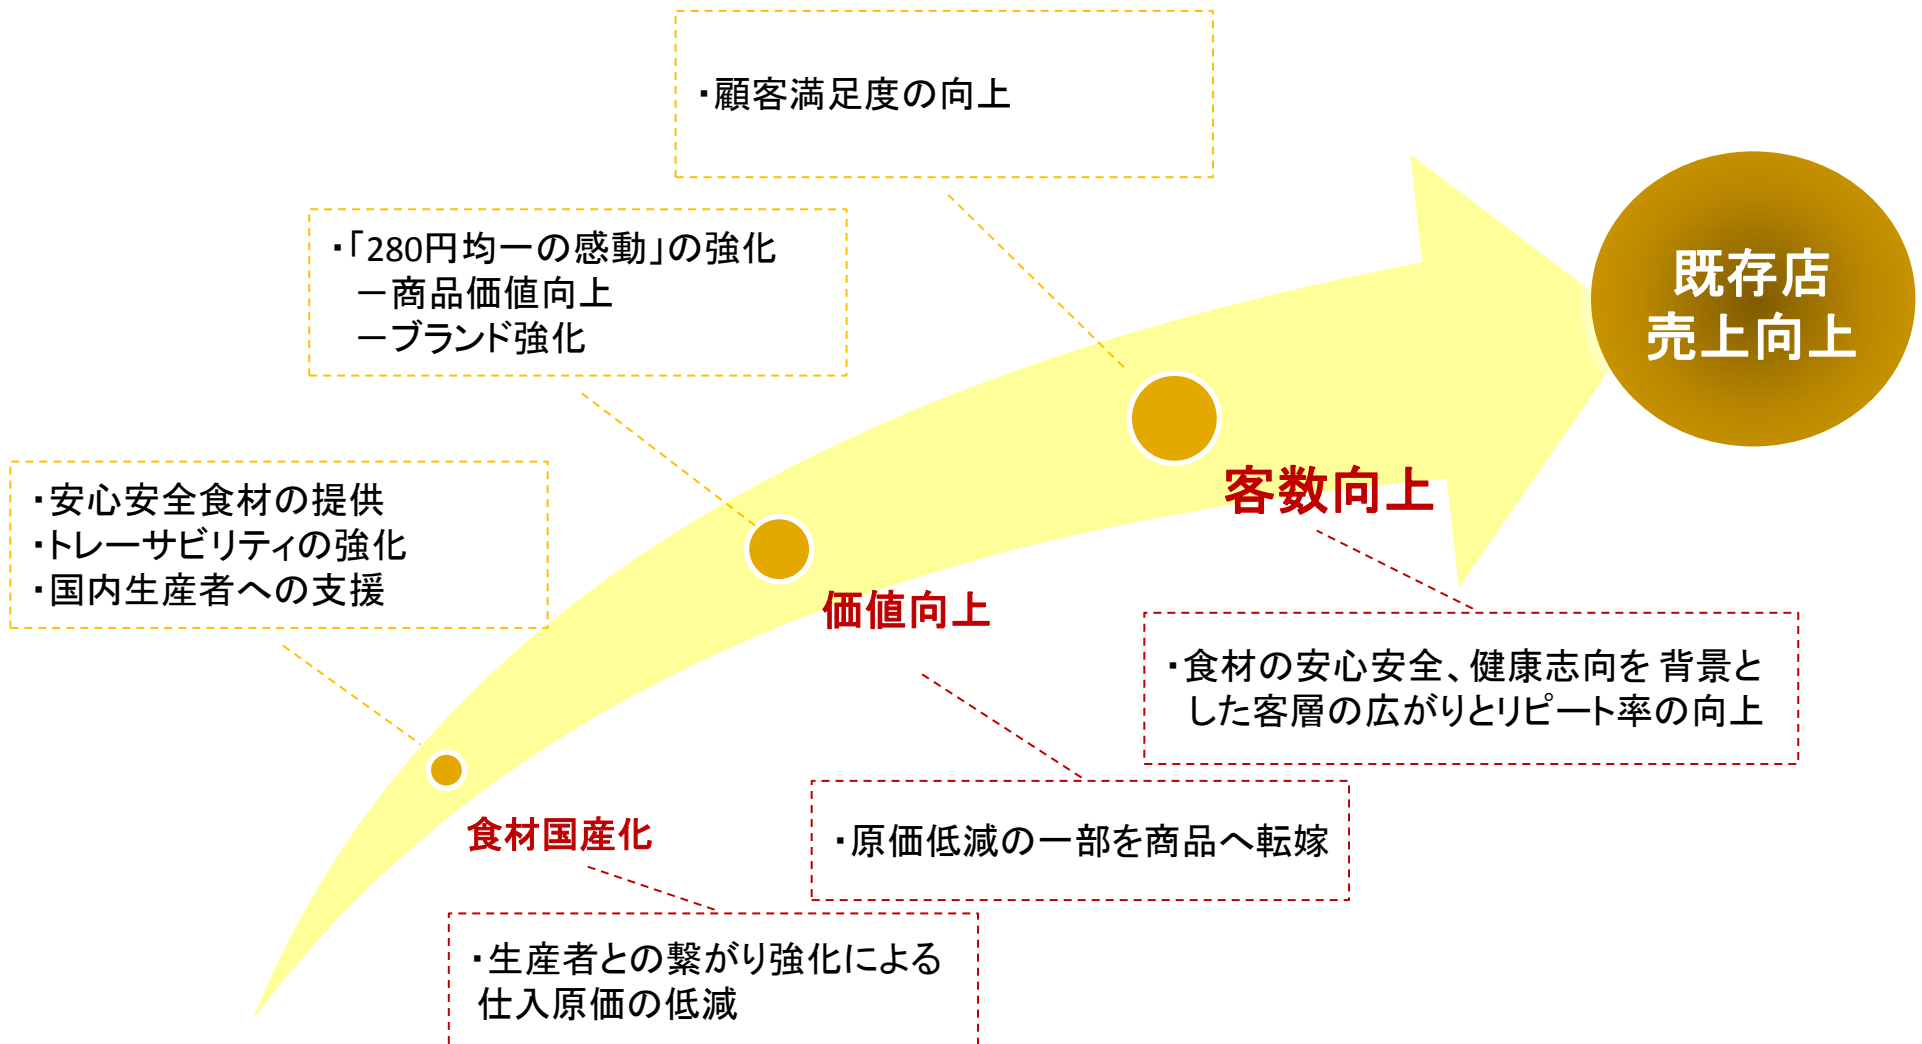 ・顧客満足度の向上
・「280円均一の感動」の強化
－商品価値向上
－ブランド強化
既存店
売上向上
・安心安全食材の提供
・トレーサビリティの強化
・国内生産者への支援
客数向上
価値向上
・食材の安心安全、健康志向を 背景と
した客層の広がりとリピート率の向上
食材国産化
・原価低減の一部を商品へ転嫁
・生産者との繋がり強化による
仕入原価の低減